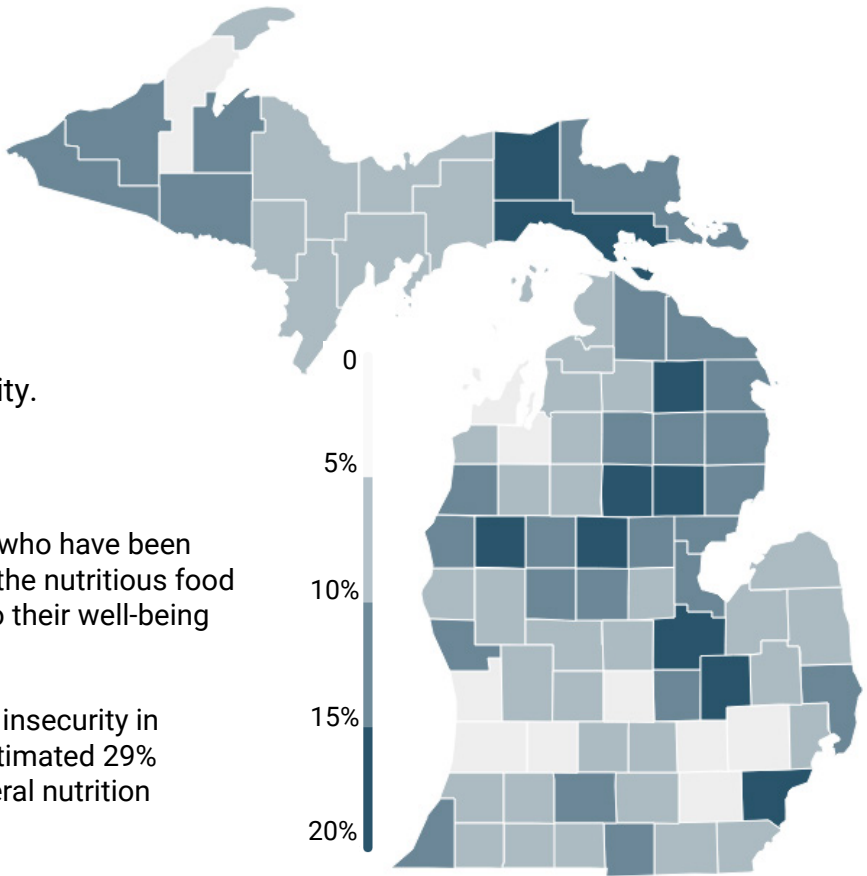 ity.
who have been
the nutritious food
o their well-being
insecurity in
timated 29%
eral nutrition
0
5%
10%
15%
20%